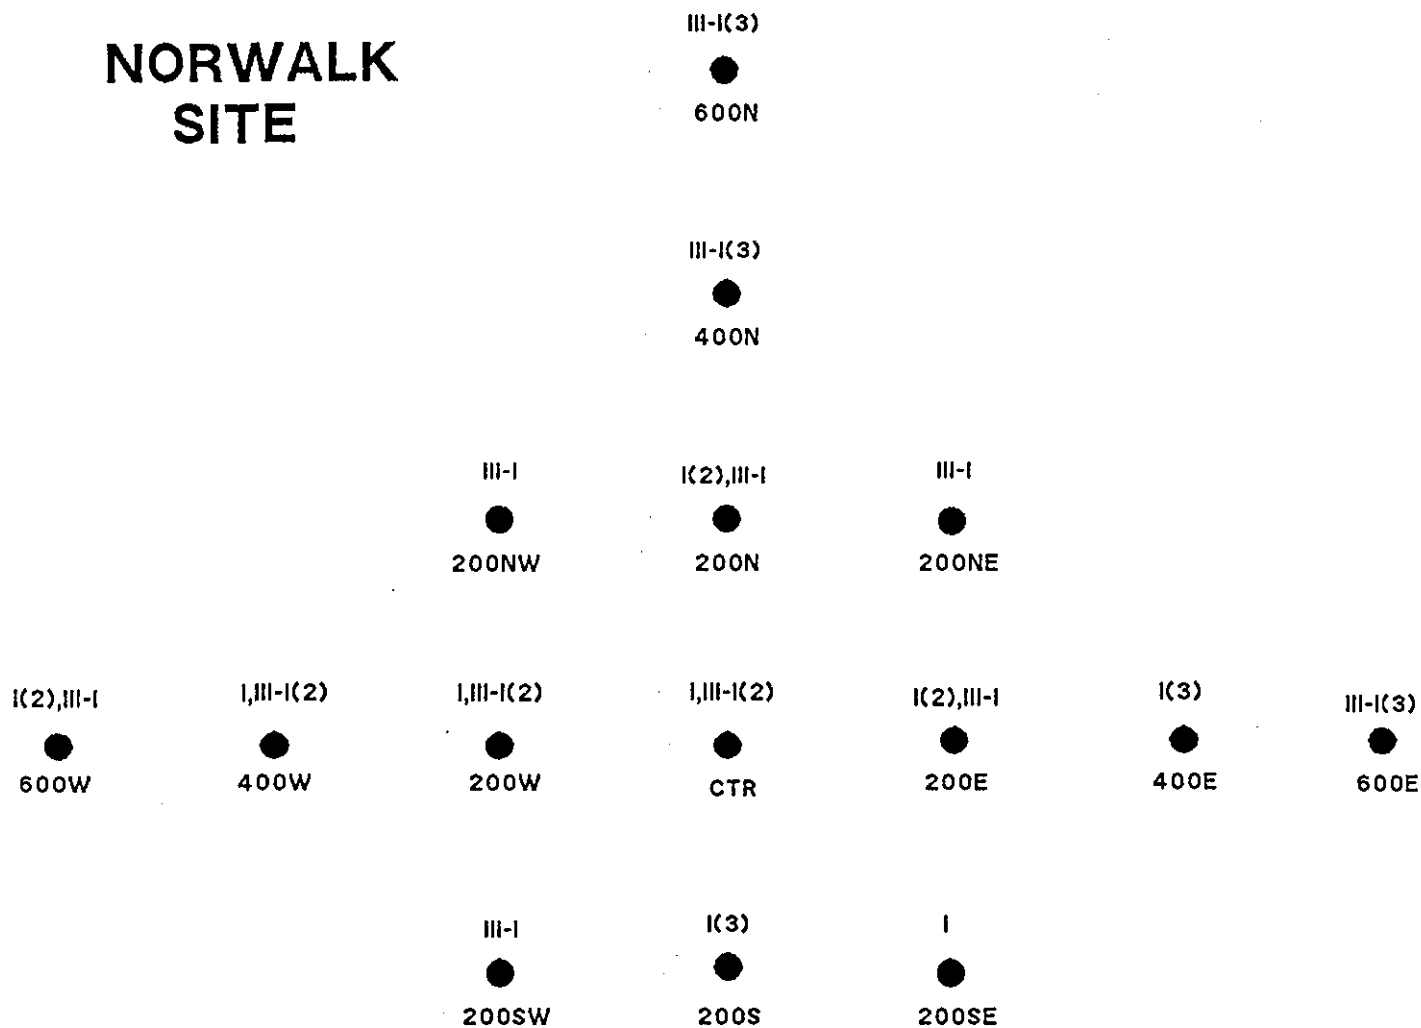 NORWALK
SITE
III-I(3)
600N
III-I(3)
400N
III-I
I(2),III-I
III-I
200NW
200N
200NE
I(2),III-I
I,III-I(2)
I,III-I(2)
I,III-I(2)
I(2),III-I
I(3)
III-I(3)
600W
400W
200W
CTR
200E
400E
600E
III-I
I(3)
I
200SW
200S
200SE